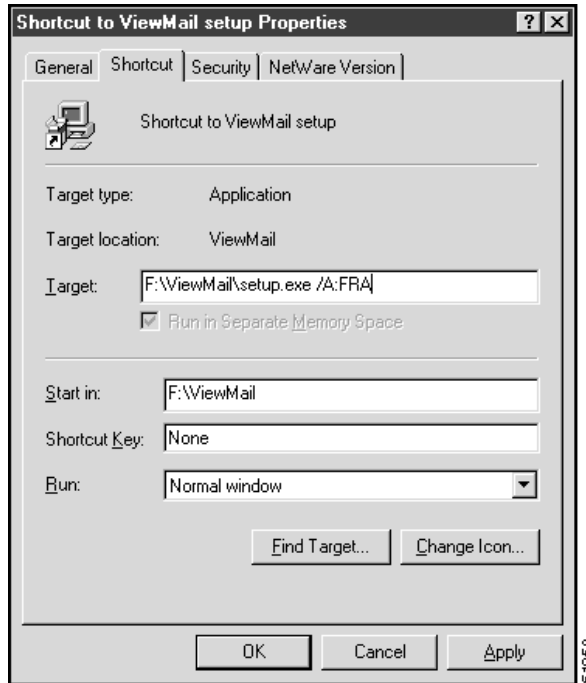 Shortcut to ViewMail setup Properties
General Shortcut Security NetWare Version
Shortcut to ViewMail setup
Target type: Application
Target location: ViewMail
Target: F:\ViewMail\setup.exe /A:FRA
Run in Separate Memory Space
Start in: F:\ViewMail
Shortcut Key: None
Run: Normal window
Find Target... Change Icon...
OK Cancel Apply